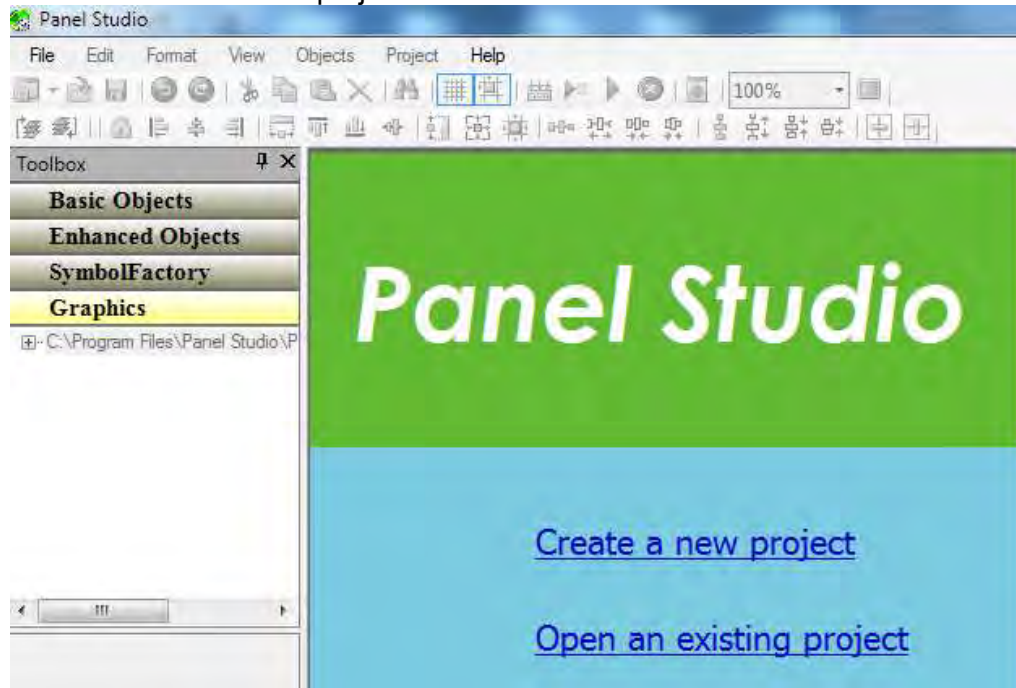 Panel Studio
File Edit Format View Objects Project Help
100%
Toolbox
Basic Objects
Enhanced Objects
SymbolFactory
Graphics
C:\Program Files\Panel Studio\P
Panel Studio
Create a new project
Open an existing project